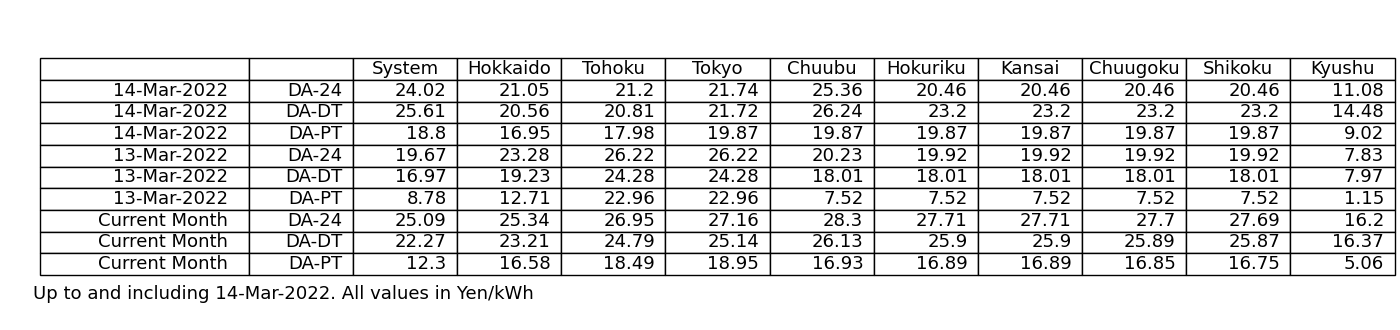 System Hokkaido Tohoku Tokyo Chuubu Hokuriku Kansai Chuugoku Shikoku Kyushu
14-Mar-2022 DA-24 24.02 21.05 21.2 21.74 25.36 20.46 20.46 20.46 20.46 11.08
14-Mar-2022 DA-DT 25.61 20.56 20.81 21.72 26.24 23.2 23.2 23.2 23.2 14.48
14-Mar-2022 DA-PT 18.8 16.95 17.98 19.87 19.87 19.87 19.87 19.87 19.87 9.02
13-Mar-2022 DA-24 19.67 23.28 26.22 26.22 20.23 19.92 19.92 19.92 19.92 7.83
13-Mar-2022 DA-DT 16.97 19.23 24.28 24.28 18.01 18.01 18.01 18.01 18.01 7.97
13-Mar-2022 DA-PT 8.78 12.71 22.96 22.96 7.52 7.52 7.52 7.52 7.52 1.15
Current Month DA-24 25.09 25.34 26.95 27.16 28.3 27.71 27.71 27.7 27.69 16.2
Current Month DA-DT 22.27 23.21 24.79 25.14 26.13 25.9 25.9 25.89 25.87 16.37
Current Month DA-PT 12.3 16.58 18.49 18.95 16.93 16.89 16.89 16.85 16.75 5.06
Up to and including 14-Mar-2022. All values in Yen/kWh